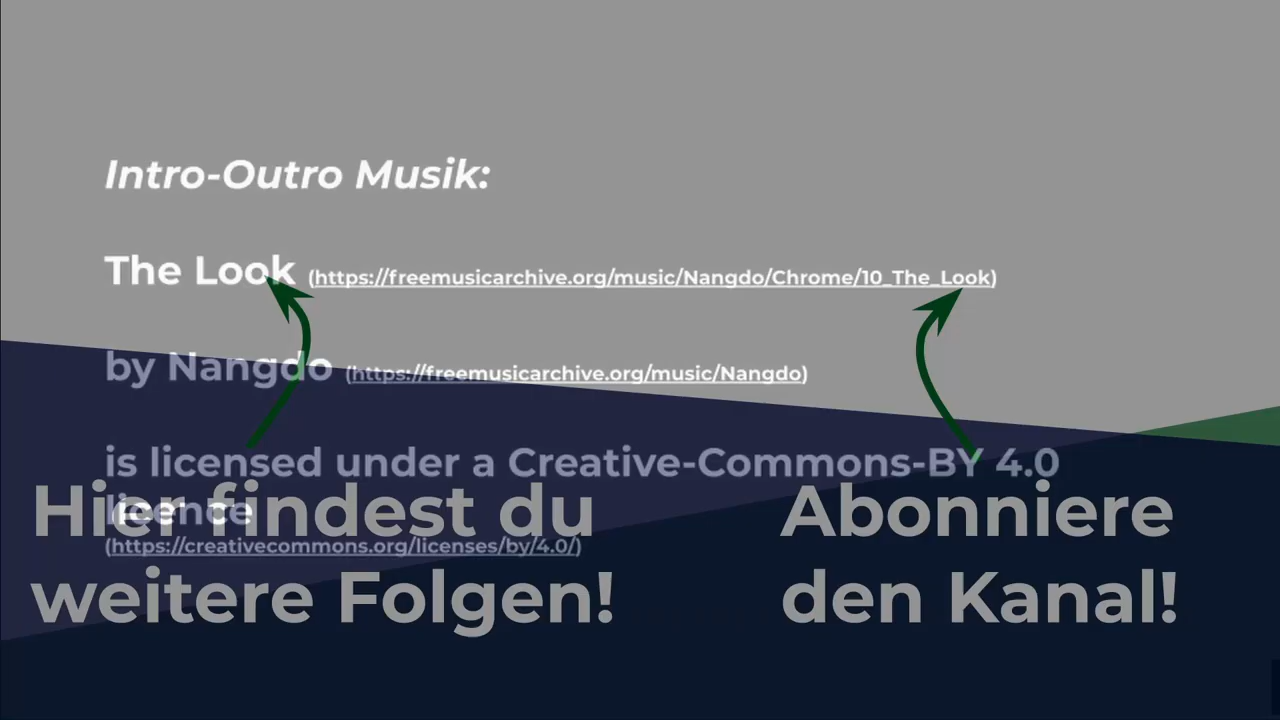 Intro-Outro Musik:
The Look (https://freemusicarchive.org/music/Nangdo/Chrome/10_The_Look)
by Nangdo (https://freemusicarchive.org/music/Nangdo)
is licensed under a Creative-Commons-BY 4.0
licence
(https://creativecommons.org/licenses/by/4.0/)
Hier findest du
weitere Folgen!
Abonniere
den Kanal!